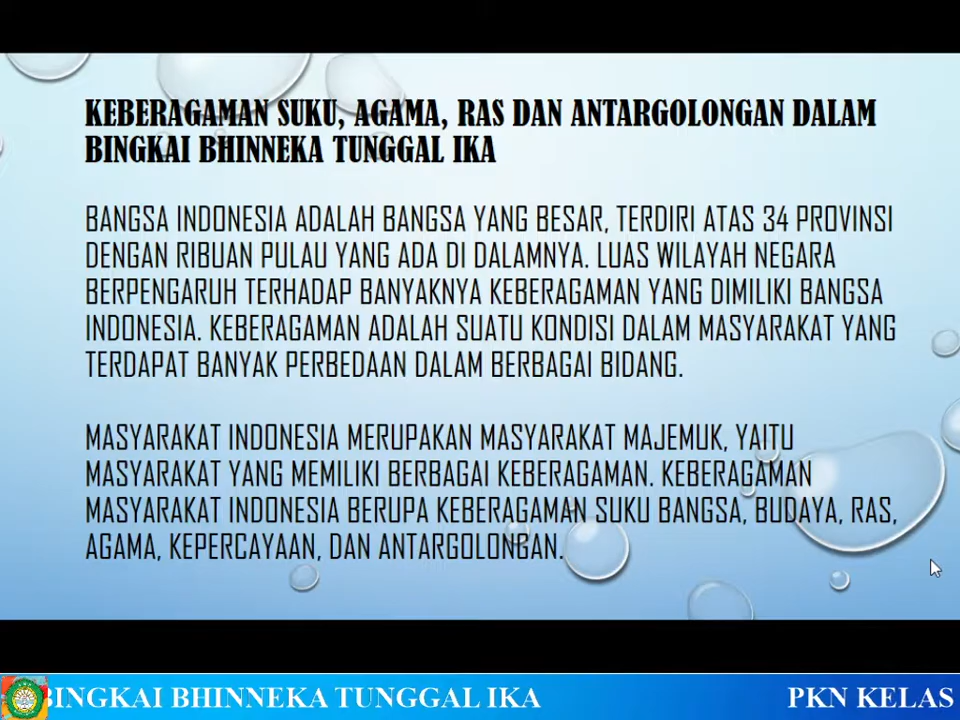 KEBERAGAMAN SUKU, AGAMA, RAS DAN ANTARGOLONGAN DALAM
BINGKAI BHINNEKA TUNGGAL IKA
BANGSA INDONESIA ADALAH BANGSA YANG BESAR, TERDIRI ATAS 34 PROVINSI
DENGAN RIBUAN PULAU YANG ADA DI DALAMNYA. LUAS WILAYAH NEGARA
BERPENGARUH TERHADAP BANYAKNYA KEBERAGAMAN YANG DIMILIKI BANGSA
INDONESIA. KEBERAGAMAN ADALAH SUATU KONDISI DALAM MASYARAKAT YANG
TERDAPAT BANYAK PERBEDAAN DALAM BERBAGAI BIDANG.
MASYARAKAT INDONESIA MERUPAKAN MASYARAKAT MAJEMUK, YAITU
MASYARAKAT YANG MEMILIKI BERBAGAI KEBERAGAMAN. KEBERAGAMAN
MASYARAKAT INDONESIA BERUPA KEBERAGAMAN SUKU BANGSA, BUDAYA, RAS,
AGAMA, KEPERCAYAAN, DAN ANTARGOLONGAN.
BINGKAI BHINNEKA TUNGGAL IKA
PKN KELAS